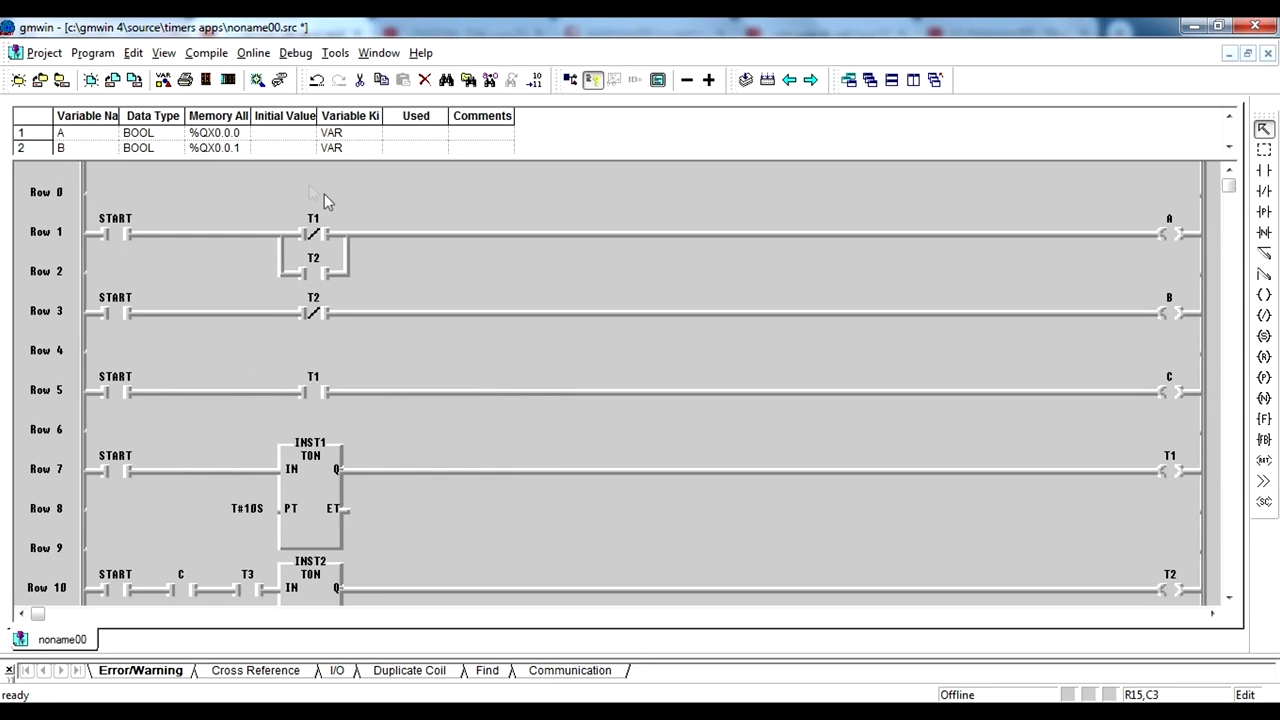 gmwin - [c:\gmwin 4\source\timers apps\noname00.src *]
Project Program Edit View Compile Online Debug Tools Window Help
Variable Na Data Type Memory All Initial Value Variable Ki Used Comments
1 A BOOL %QX0.0.0 VAR
2 B BOOL %QX0.0.1 VAR
Row 0
START T1 A
Row 1
T2
Row 2
START T2 B
Row 3
Row 4
START T1 C
Row 5
Row 6
INST1
START TON T1
Row 7 IN Q
Row 8 T#10S PT ET
Row 9
INST2
START C T3 TON T2
Row 10 IN Q
noname00
Error/Warning Cross Reference I/O Duplicate Coil Find Communication
ready Offline R15,C3 Edit